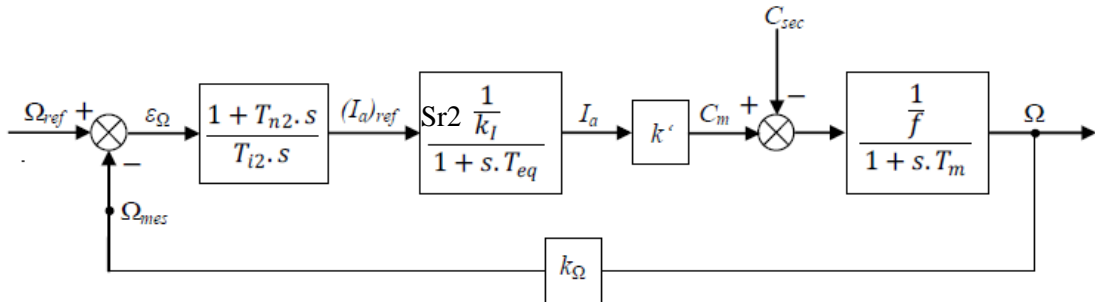 C_sec
Ω_ref + ε_Ω (1 + T_n2. s)/(T_i2. s) (I_a)_ref Sr2 (1/k_I)/(1 + s. T_eq) I_a k‘ C_m + − (1/f)/(1 + s. T_m) Ω
−
Ω_mes
k_Ω